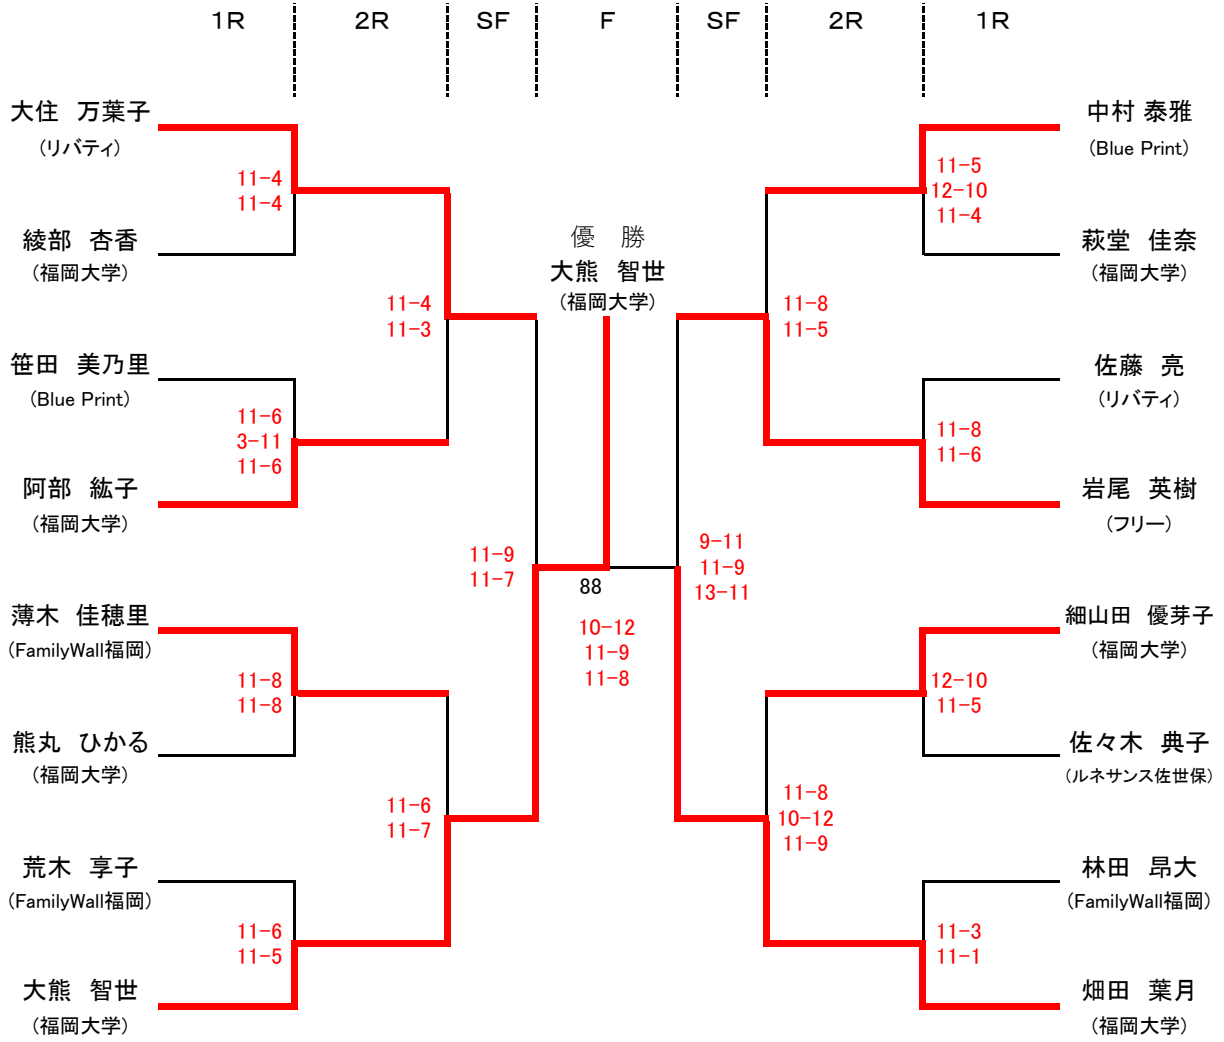 1R 2R SF F SF 2R 1R
大住 万葉子
(リバティ)
11-4
11-4
綾部 杏香
(福岡大学)
11-4
11-3
笹田 美乃里
(Blue Print)
11-6
3-11
11-6
阿部 紘子
(福岡大学)
11-9
11-7
薄木 佳穂里
(FamilyWall福岡)
11-8
11-8
熊丸 ひかる
(福岡大学)
11-6
11-7
荒木 享子
(FamilyWall福岡)
11-6
11-5
大熊 智世
(福岡大学)
優 勝
大熊 智世
(福岡大学)
88
10-12
11-9
11-8
中村 泰雅
(Blue Print)
11-5
12-10
11-4
萩堂 佳奈
(福岡大学)
11-8
11-5
佐藤 亮
(リバティ)
11-8
11-6
岩尾 英樹
(フリー)
9-11
11-9
13-11
細山田 優芽子
(福岡大学)
12-10
11-5
佐々木 典子
(ルネサンス佐世保)
11-8
10-12
11-9
林田 昂大
(FamilyWall福岡)
11-3
11-1
畑田 葉月
(福岡大学)